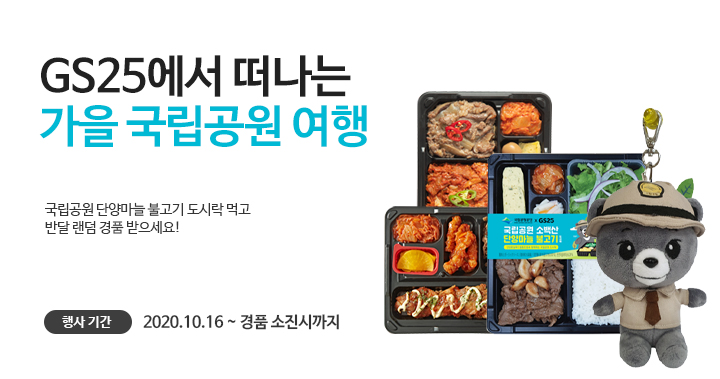 GS25에서 떠나는
가을 국립공원 여행
국립공원 단양마늘 불고기 도시락 먹고
반달 랜덤 경품 받으세요!
행사 기간 2020.10.16 ~ 경품 소진시까지
x GS25
국립공원 소백산
단양마늘 불고기